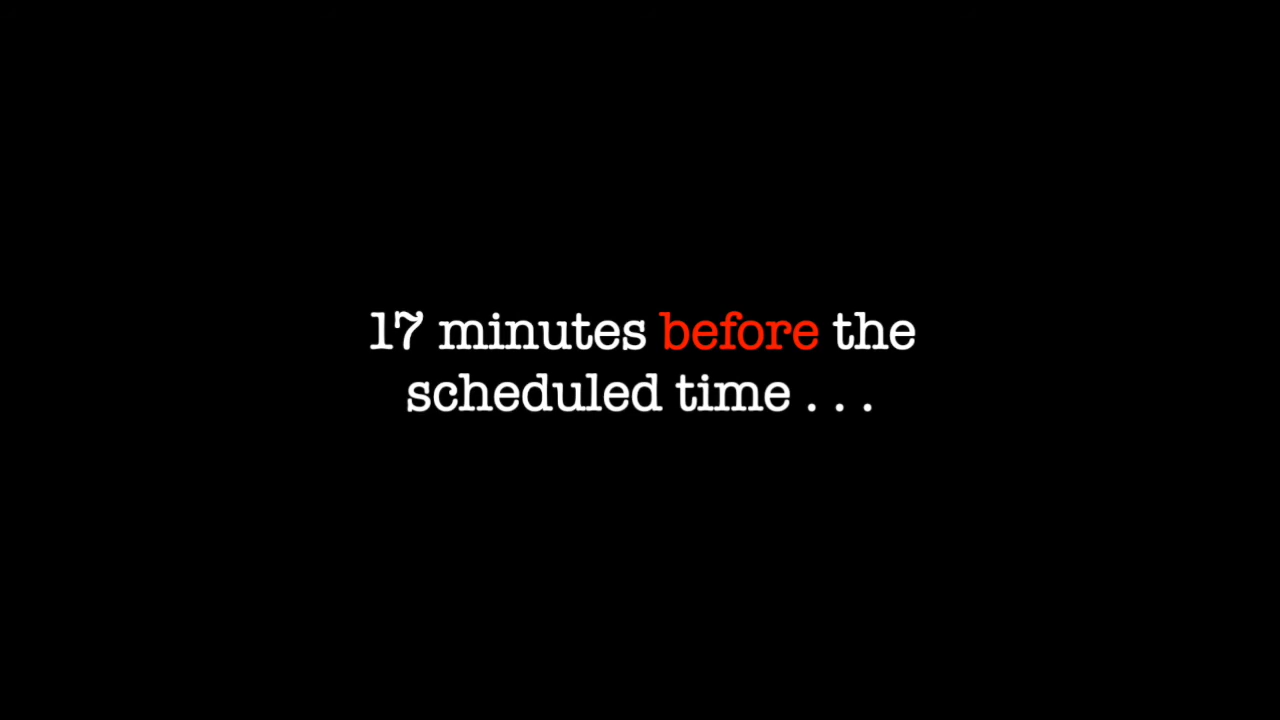 17 minutes before the
scheduled time . . .